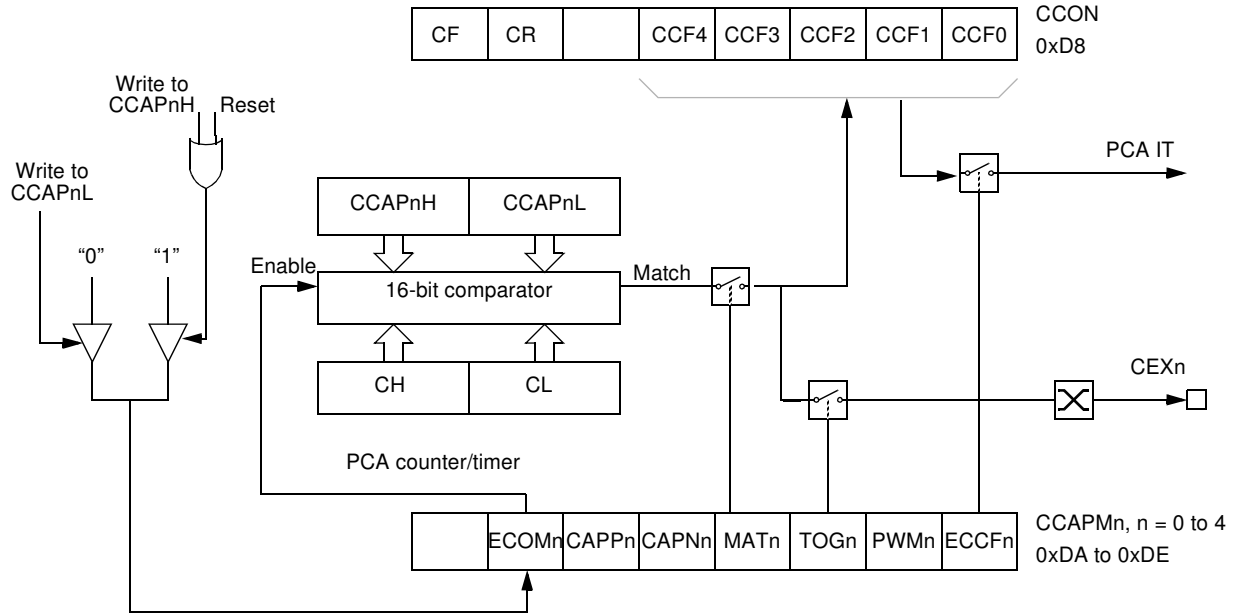 CF CR CCF4 CCF3 CCF2 CCF1 CCF0 CCON
0xD8
Write to
CCAPnH Reset
PCA IT
Write to
CCAPnL
CCAPnH CCAPnL
“0” “1”
Enable Match
16-bit comparator
CH CL
CEXn
PCA counter/timer
ECOMn CAPPn CAPNn MATn TOGn PWMn ECCFn CCAPMn, n = 0 to 4
0xDA to 0xDE